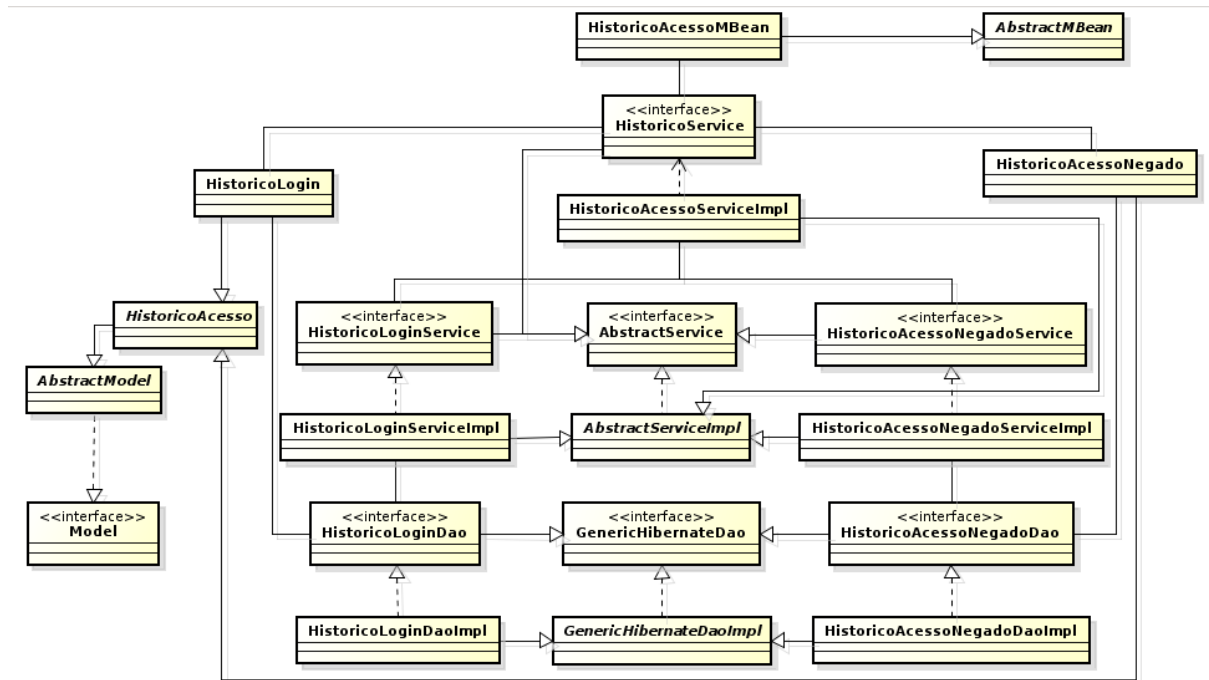 HistoricoAcessoMBean
AbstractMBean
<<interface>>
HistoricoService
HistoricoAcessoNegado
HistoricoLogin
HistoricoAcessoServiceImpl
HistoricoAcesso
<<interface>>
HistoricoLoginService
<<interface>>
AbstractService
<<interface>>
HistoricoAcessoNegadoService
AbstractModel
HistoricoLoginServiceImpl
AbstractServiceImpl
HistoricoAcessoNegadoServiceImpl
<<interface>>
Model
<<interface>>
HistoricoLoginDao
<<interface>>
GenericHibernateDao
<<interface>>
HistoricoAcessoNegadoDao
HistoricoLoginDaoImpl
GenericHibernateDaoImpl
HistoricoAcessoNegadoDaoImpl